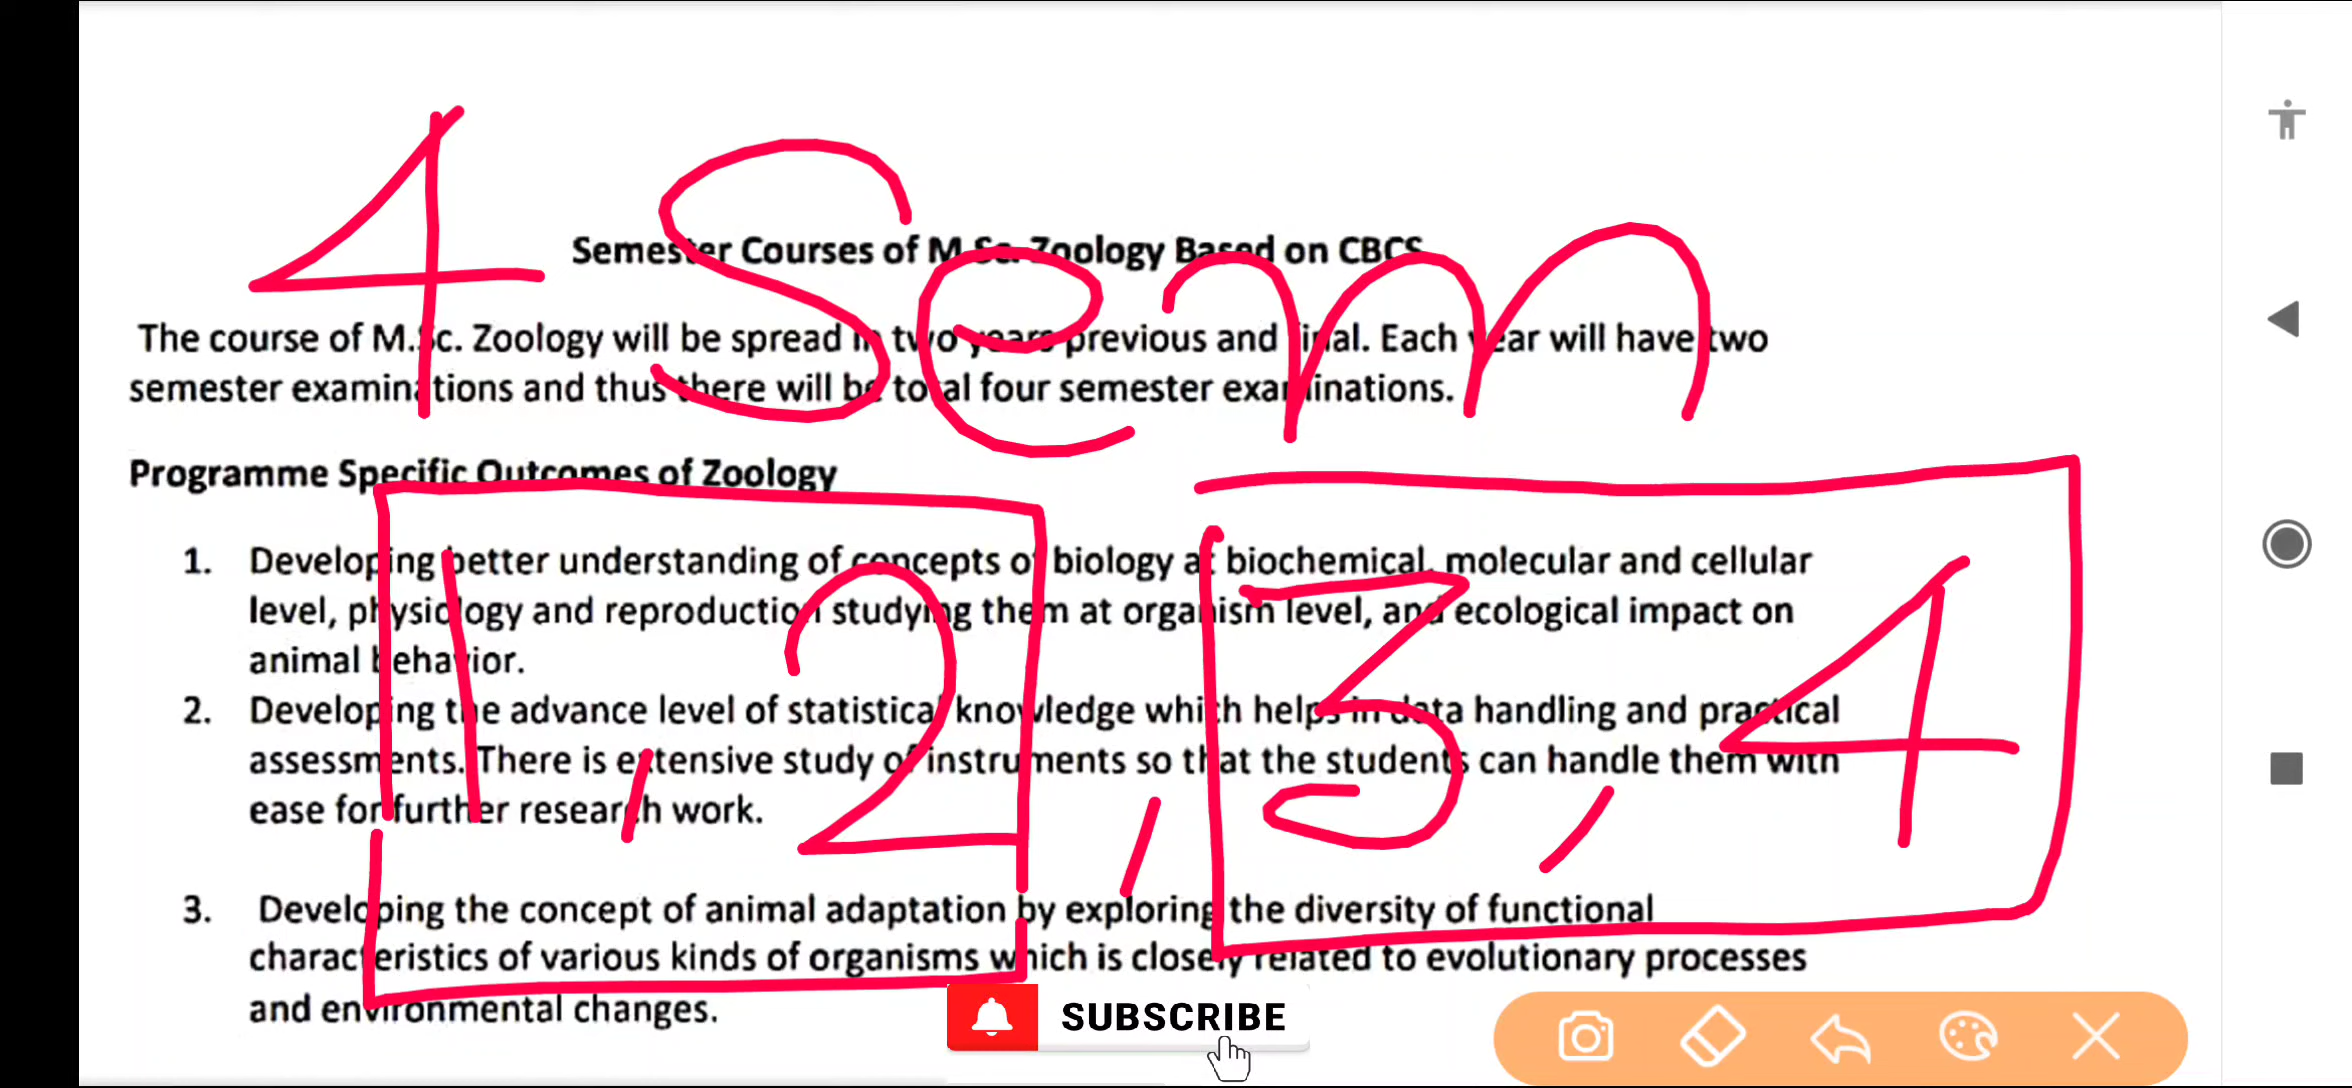 4 Sem
Semester Courses of M.Sc. Zoology Based on CBCS
The course of M.Sc. Zoology will be spread in two years previous and final. Each year will have two
semester examinations and thus there will be total four semester examinations.
Programme Specific Outcomes of Zoology
1. Developing better understanding of concepts of biology at biochemical, molecular and cellular
level, physiology and reproduction studying them at organism level, and ecological impact on
animal behavior.
2. Developing the advance level of statistical knowledge which helps in data handling and practical
assessments. There is extensive study of instruments so that the students can handle them with
ease for further research work.
1, 2, 3, 4
3. Developing the concept of animal adaptation by exploring the diversity of functional
characteristics of various kinds of organisms which is closely related to evolutionary processes
and environmental changes.
SUBSCRIBE